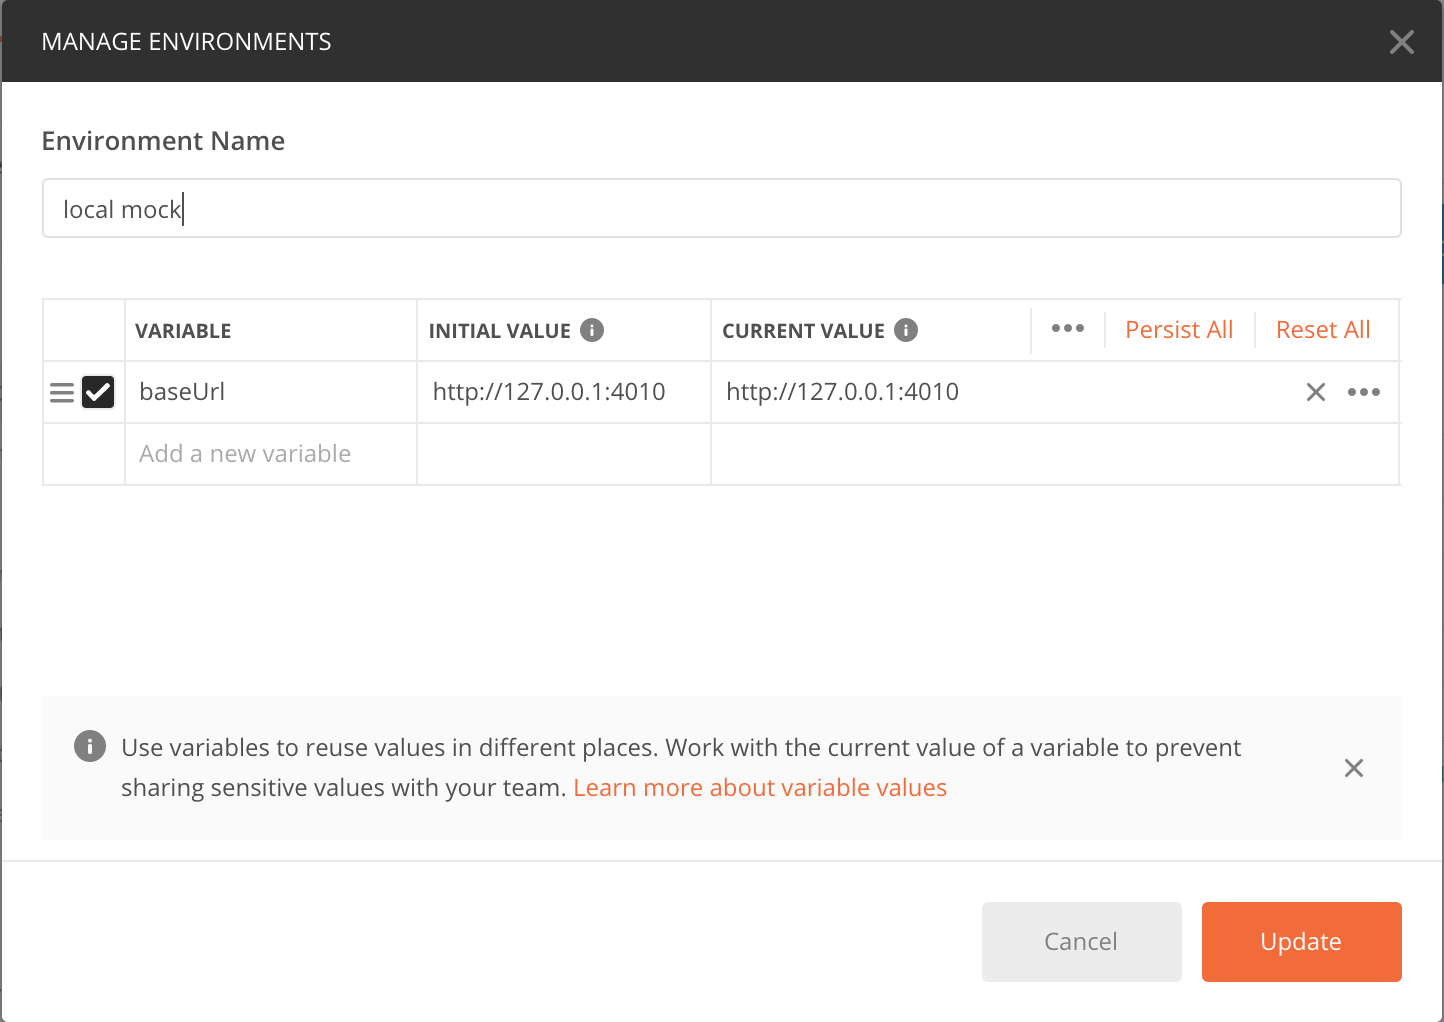 MANAGE ENVIRONMENTS
Environment Name
local mock
VARIABLE INITIAL VALUE CURRENT VALUE Persist All Reset All
baseUrl http://127.0.0.1:4010 http://127.0.0.1:4010
Add a new variable
Use variables to reuse values in different places. Work with the current value of a variable to prevent
sharing sensitive values with your team. Learn more about variable values
Cancel Update